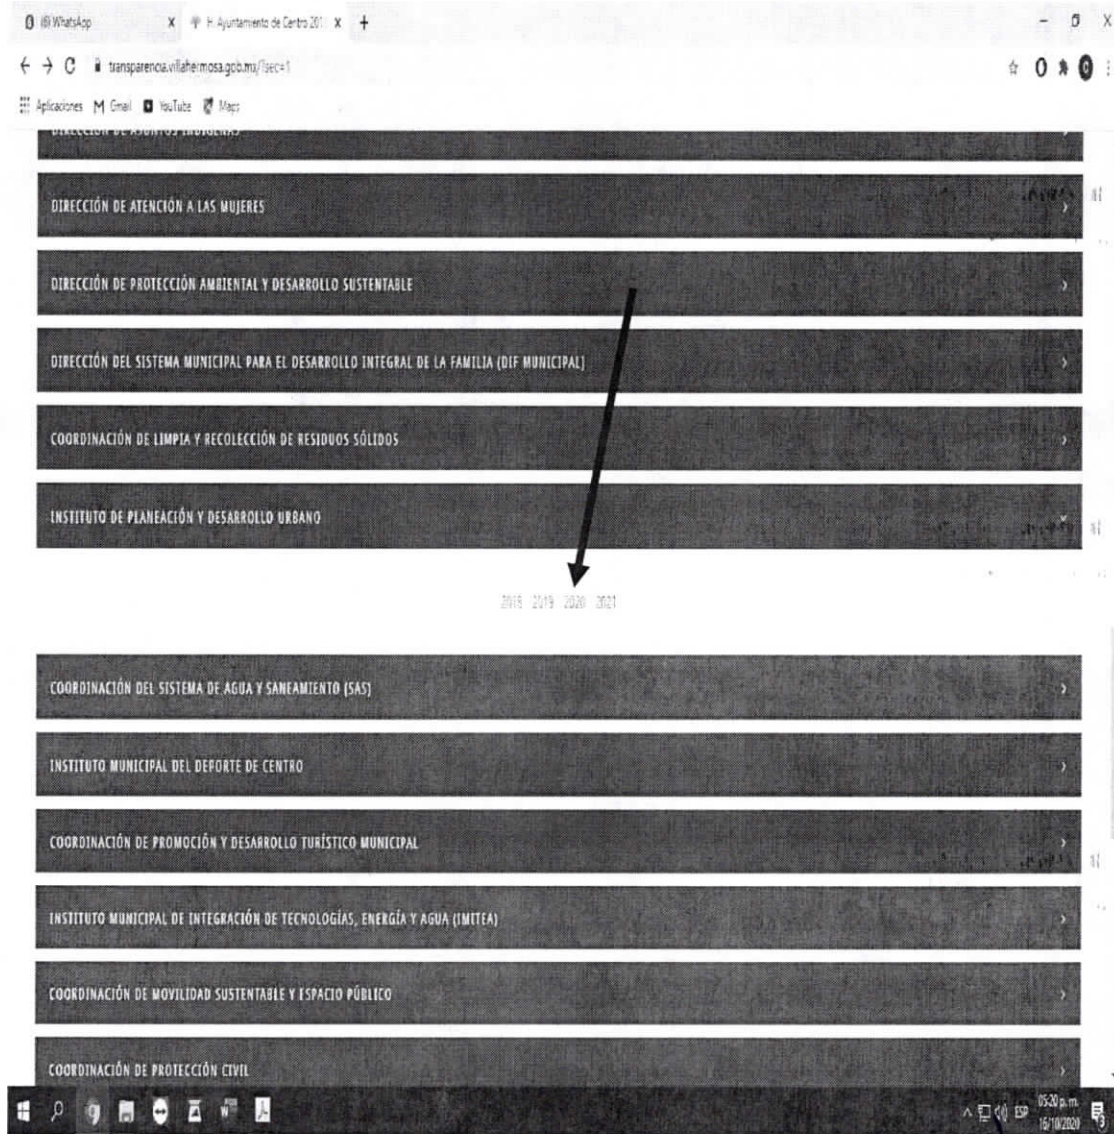 (6) WhatsApp
H. Ayuntamiento de Centro 201
transparencia.villahermosa.gob.mx/?sec=1
Aplicaciones Gmail YouTube Maps
DIRECCIÓN DE ASUNTOS INDÍGENAS
DIRECCIÓN DE ATENCIÓN A LAS MUJERES
DIRECCIÓN DE PROTECCIÓN AMBIENTAL Y DESARROLLO SUSTENTABLE
DIRECCIÓN DEL SISTEMA MUNICIPAL PARA EL DESARROLLO INTEGRAL DE LA FAMILIA (DIF MUNICIPAL)
COORDINACIÓN DE LIMPIA Y RECOLECCIÓN DE RESIDUOS SÓLIDOS
INSTITUTO DE PLANEACIÓN Y DESARROLLO URBANO
2018 2019 2020 2021
COORDINACIÓN DEL SISTEMA DE AGUA Y SANEAMIENTO (SAS)
INSTITUTO MUNICIPAL DEL DEPORTE DE CENTRO
COORDINACIÓN DE PROMOCIÓN Y DESARROLLO TURÍSTICO MUNICIPAL
INSTITUTO MUNICIPAL DE INTEGRACIÓN DE TECNOLOGÍAS, ENERGÍA Y AGUA (IMITEA)
COORDINACIÓN DE MOVILIDAD SUSTENTABLE Y ESPACIO PÚBLICO
COORDINACIÓN DE PROTECCIÓN CIVIL
ESP
05:20 p. m.
16/10/2020